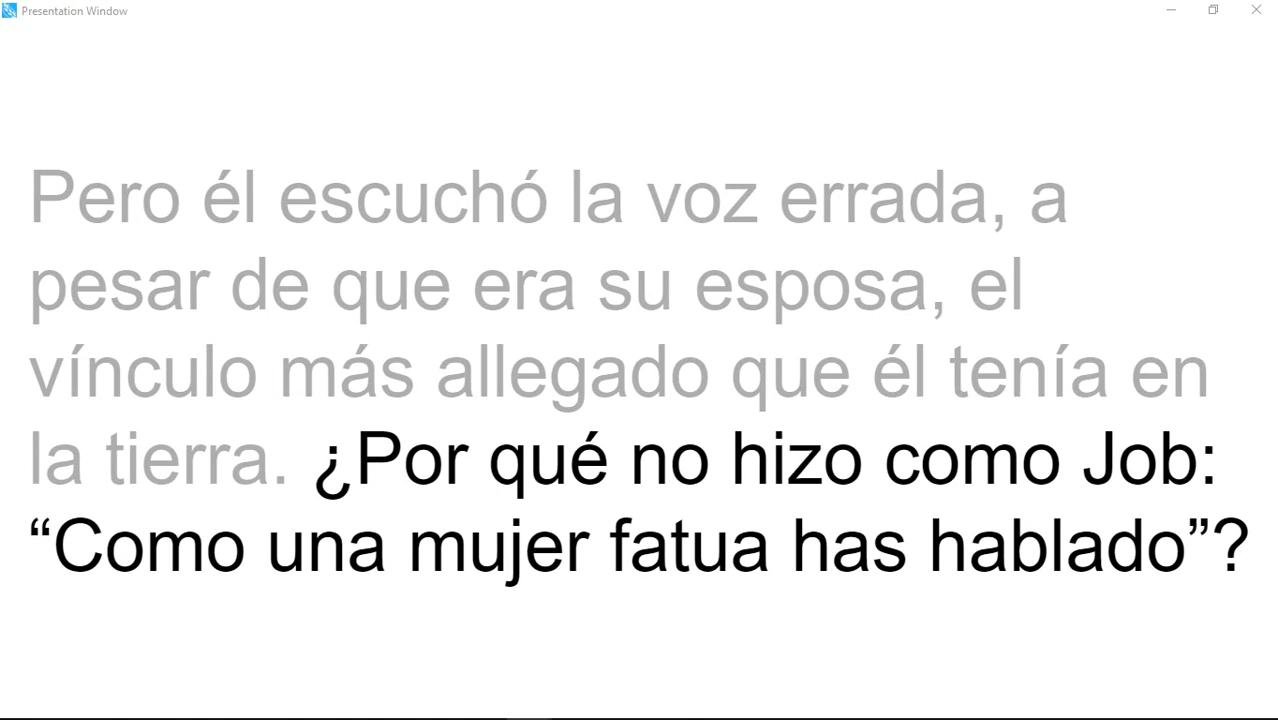 Presentation Window
Pero él escuchó la voz errada, a
pesar de que era su esposa, el
vínculo más allegado que él tenía en
la tierra. ¿Por qué no hizo como Job:
“Como una mujer fatua has hablado”?